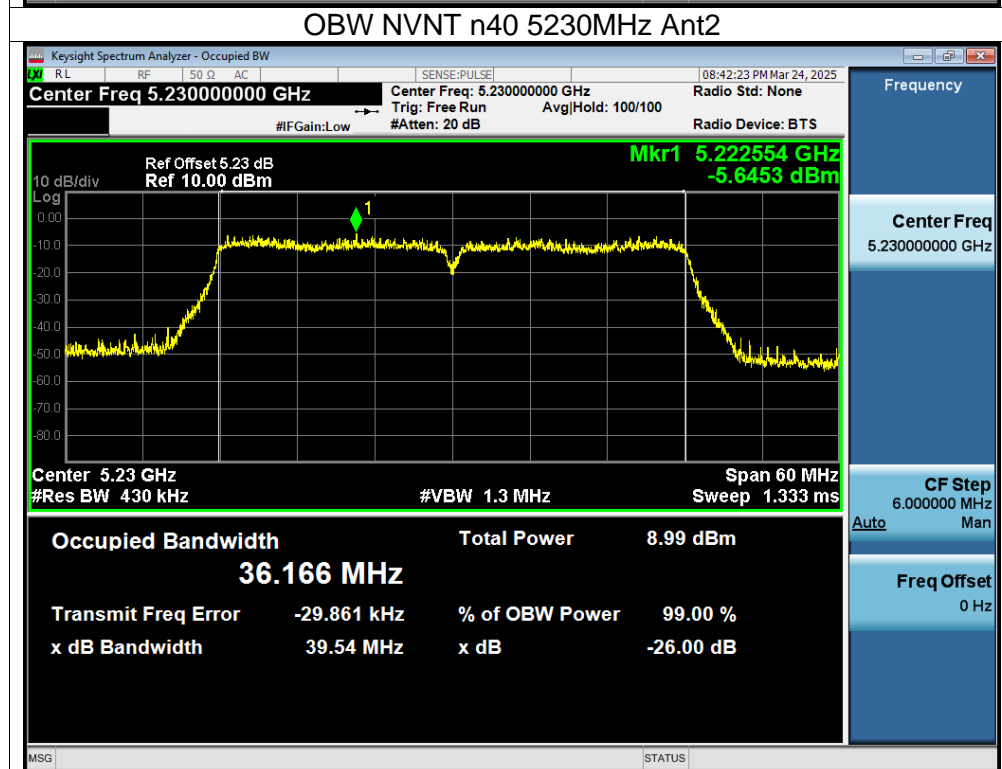 OBW NVNT n40 5230MHz Ant2
Keysight Spectrum Analyzer - Occupied BW
LXI RL RF 50 Ω AC SENSE:PULSE 08:42:23 PM Mar 24, 2025
Center Freq 5.230000000 GHz Center Freq: 5.230000000 GHz Radio Std: None
Trig: Free Run Avg|Hold: 100/100
#IFGain:Low #Atten: 20 dB Radio Device: BTS
Mkr1 5.222554 GHz
Ref Offset 5.23 dB
10 dB/div Ref 10.00 dBm -5.6453 dBm
Log
1
0.00
-10.0
-20.0
-30.0
-40.0
-50.0
-60.0
-70.0
-80.0
Center 5.23 GHz Span 60 MHz
#Res BW 430 kHz #VBW 1.3 MHz Sweep 1.333 ms
Occupied Bandwidth Total Power 8.99 dBm
36.166 MHz
Transmit Freq Error -29.861 kHz % of OBW Power 99.00 %
x dB Bandwidth 39.54 MHz x dB -26.00 dB
MSG STATUS
Frequency
Center Freq
5.230000000 GHz
CF Step
6.000000 MHz
Auto Man
Freq Offset
0 Hz